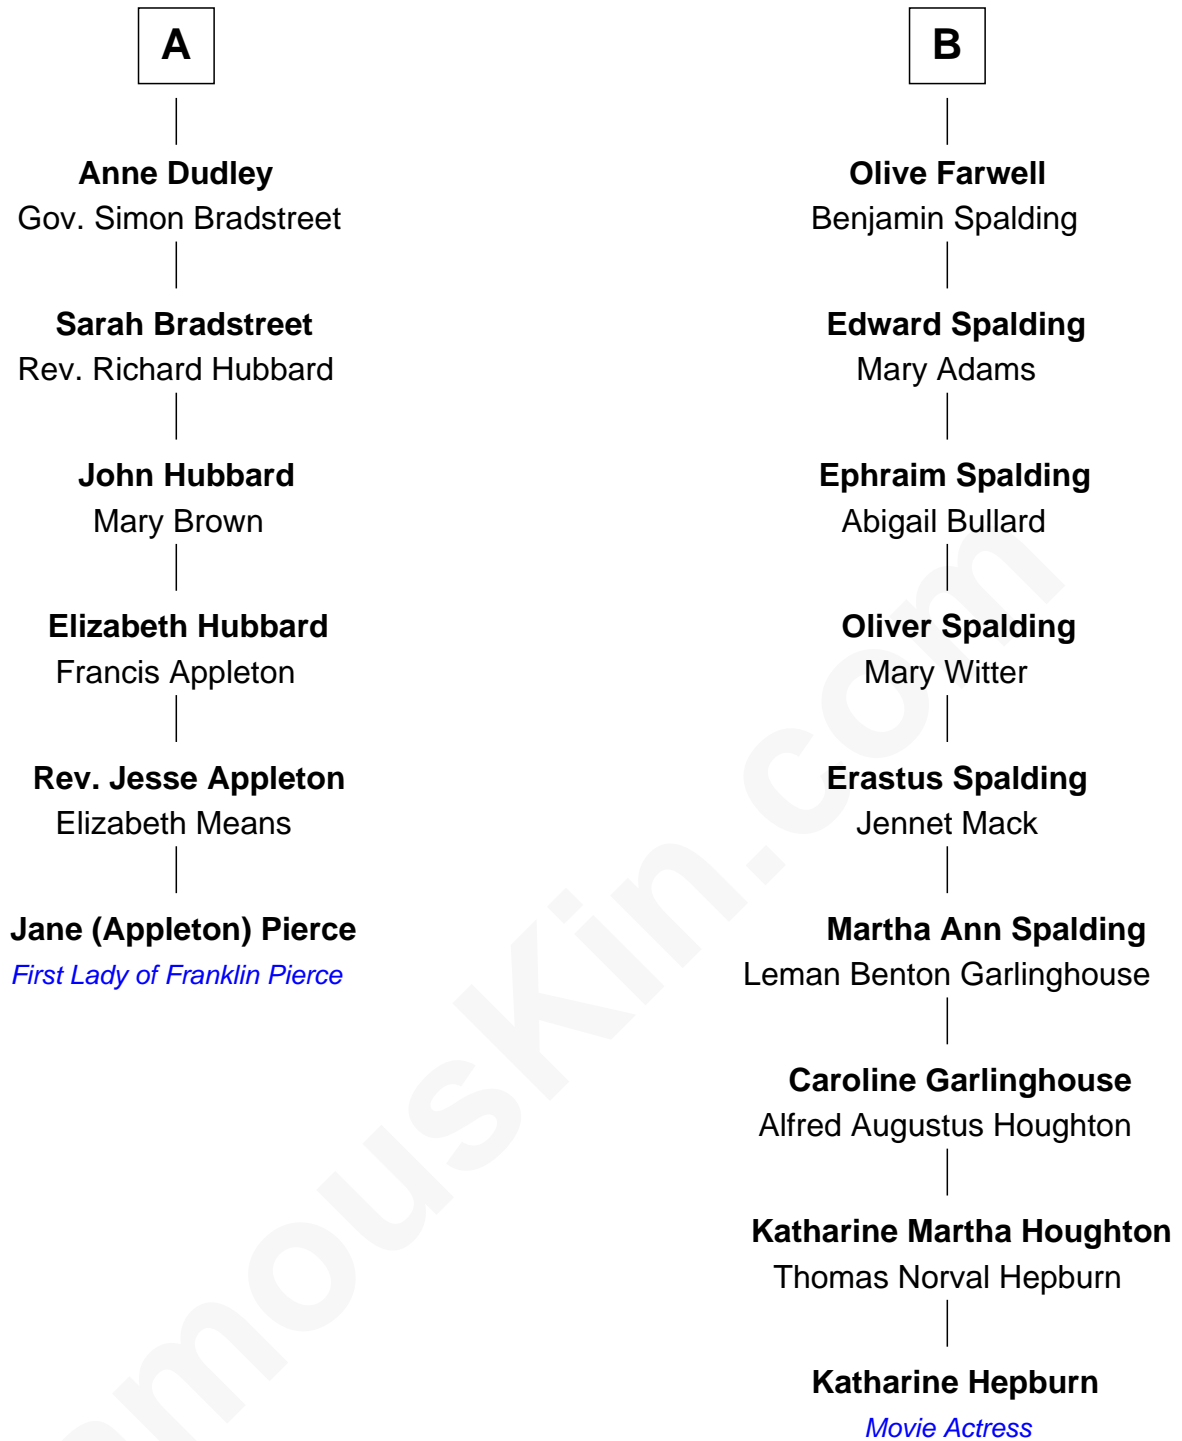 A
Anne Dudley
Gov. Simon Bradstreet
Sarah Bradstreet
Rev. Richard Hubbard
John Hubbard
Mary Brown
Elizabeth Hubbard
Francis Appleton
Rev. Jesse Appleton
Elizabeth Means
Jane (Appleton) Pierce
First Lady of Franklin Pierce
B
Olive Farwell
Benjamin Spalding
Edward Spalding
Mary Adams
Ephraim Spalding
Abigail Bullard
Oliver Spalding
Mary Witter
Erastus Spalding
Jennet Mack
Martha Ann Spalding
Leman Benton Garlinghouse
Caroline Garlinghouse
Alfred Augustus Houghton
Katharine Martha Houghton
Thomas Norval Hepburn
Katharine Hepburn
Movie Actress
mouskin.com